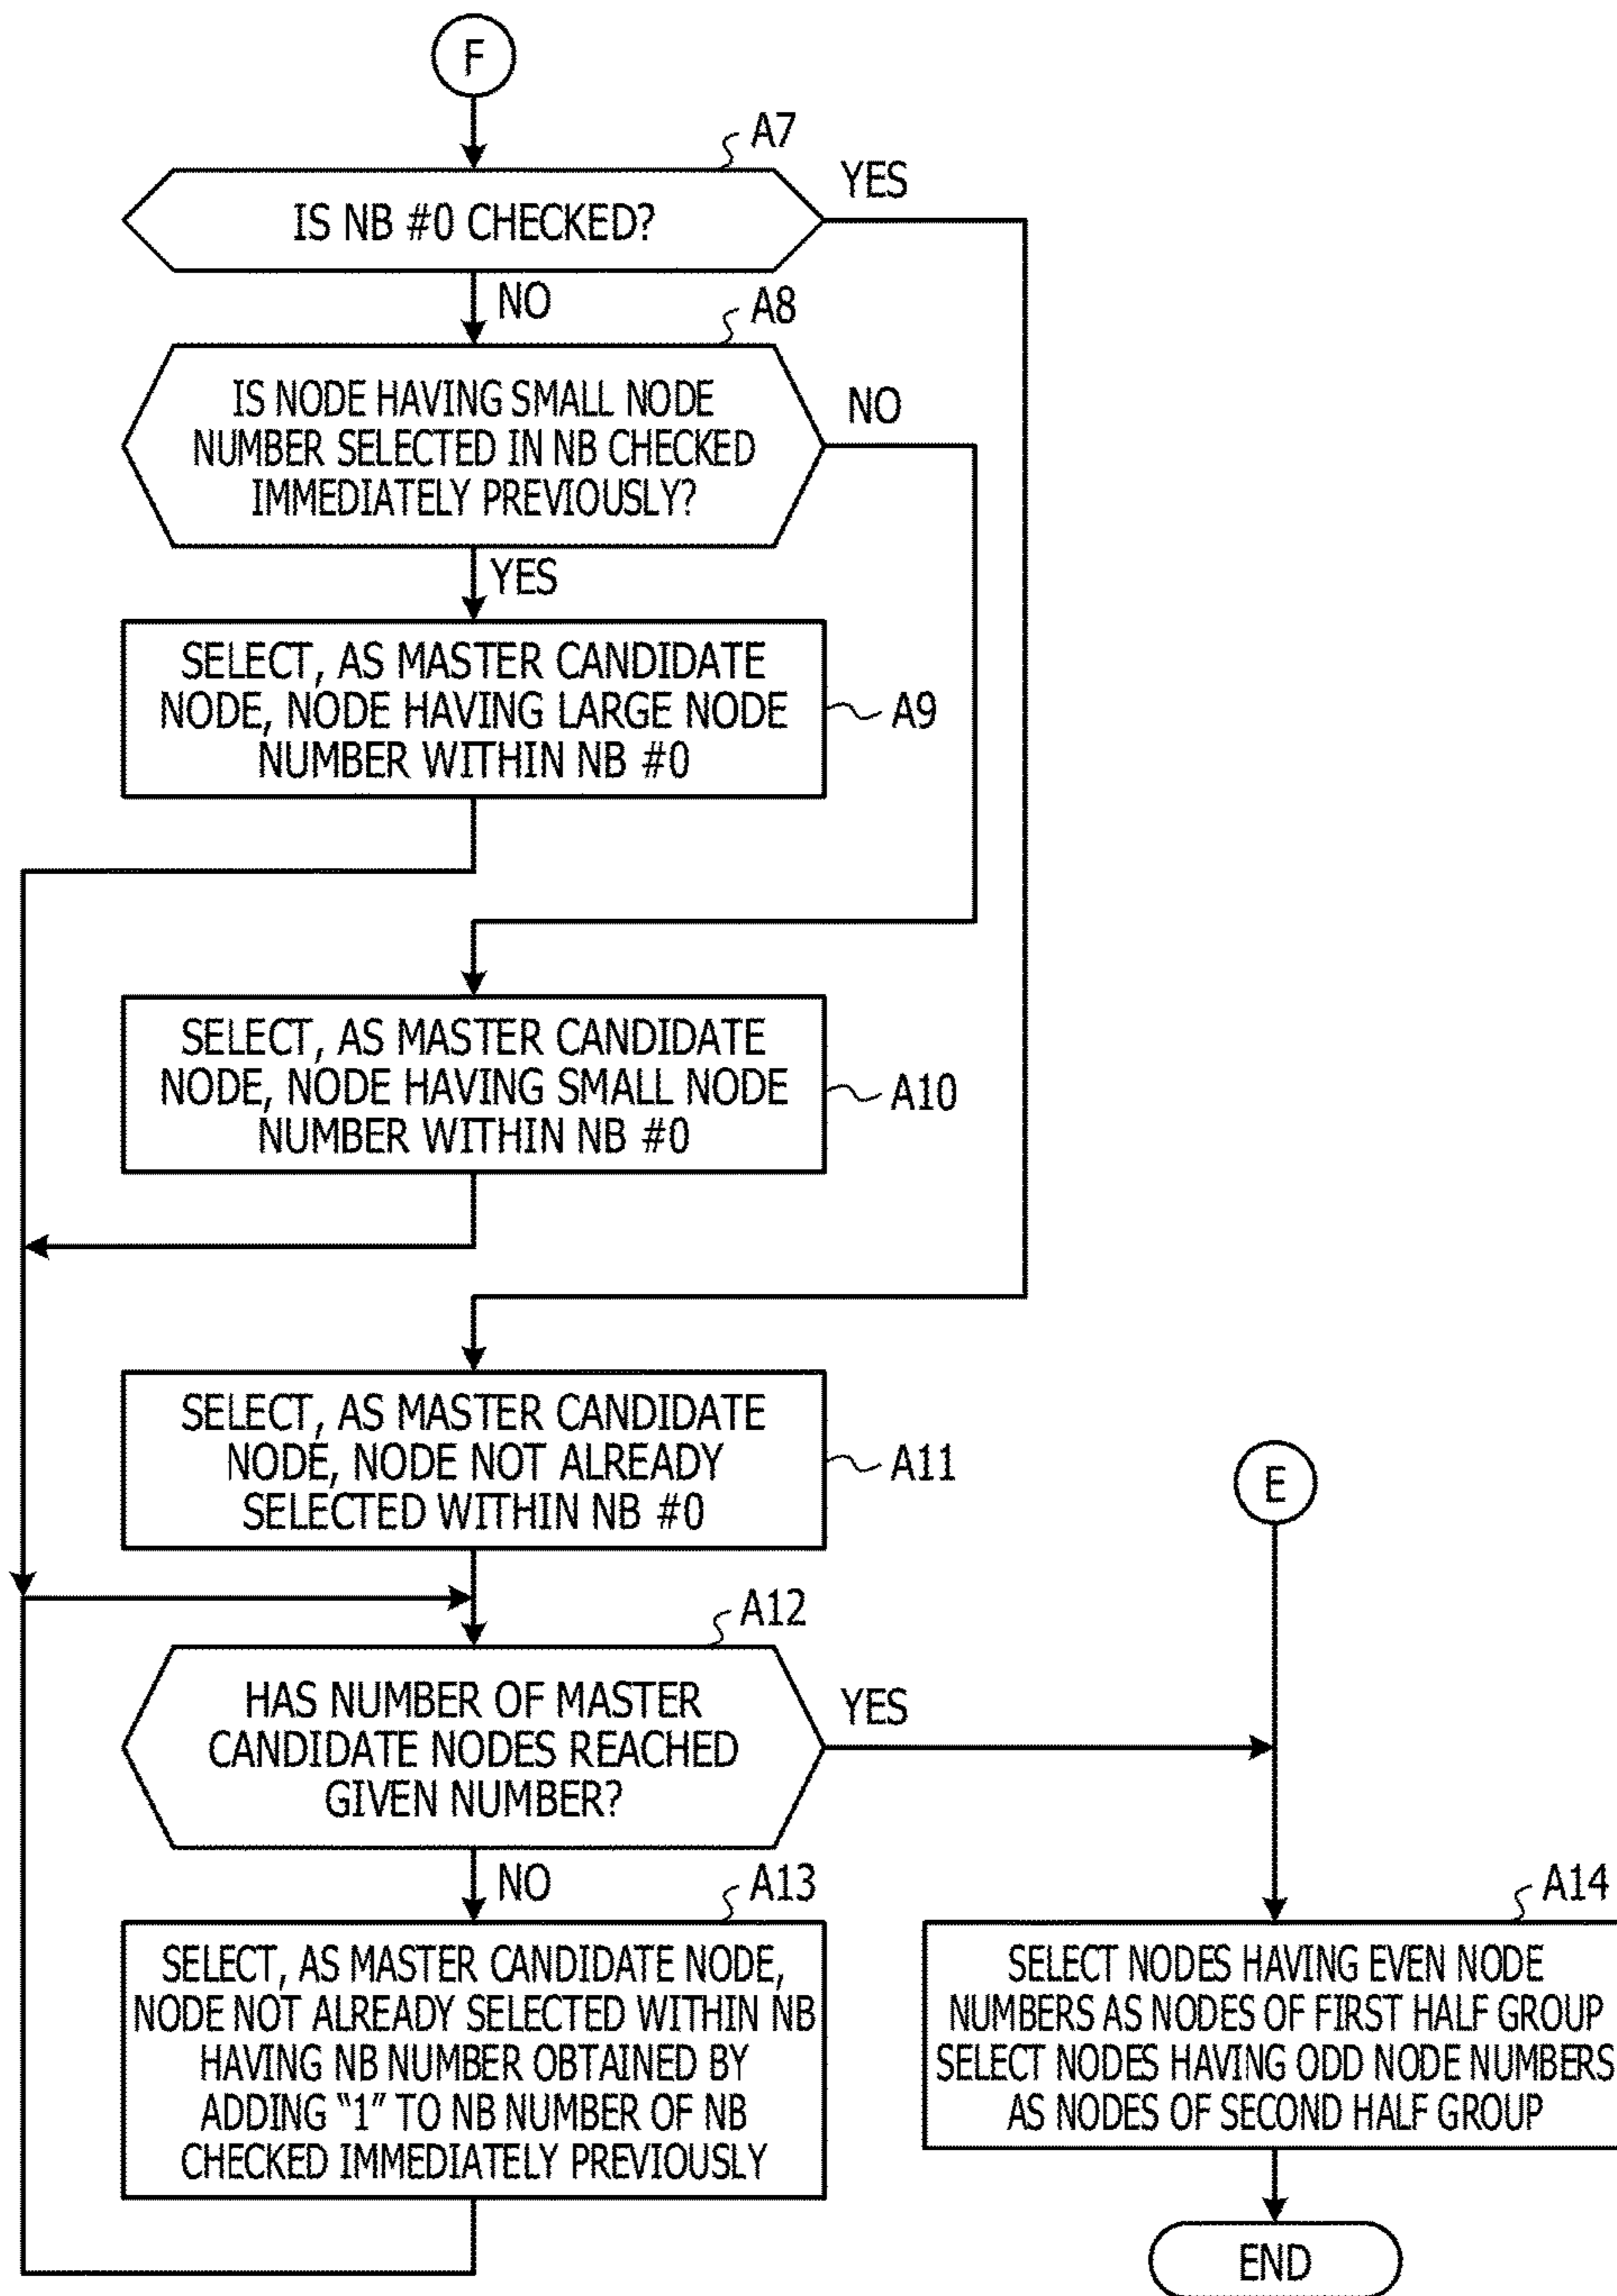 F
A7
IS NB #0 CHECKED?
YES
NO
A8
IS NODE HAVING SMALL NODE
NUMBER SELECTED IN NB CHECKED
IMMEDIATELY PREVIOUSLY?
NO
YES
SELECT, AS MASTER CANDIDATE
NODE, NODE HAVING LARGE NODE
NUMBER WITHIN NB #0
A9
SELECT, AS MASTER CANDIDATE
NODE, NODE HAVING SMALL NODE
NUMBER WITHIN NB #0
A10
SELECT, AS MASTER CANDIDATE
NODE, NODE NOT ALREADY
SELECTED WITHIN NB #0
A11
E
A12
HAS NUMBER OF MASTER
CANDIDATE NODES REACHED
GIVEN NUMBER?
YES
NO
A13
SELECT, AS MASTER CANDIDATE NODE,
NODE NOT ALREADY SELECTED WITHIN NB
HAVING NB NUMBER OBTAINED BY
ADDING “1” TO NB NUMBER OF NB
CHECKED IMMEDIATELY PREVIOUSLY
A14
SELECT NODES HAVING EVEN NODE
NUMBERS AS NODES OF FIRST HALF GROUP
SELECT NODES HAVING ODD NODE NUMBERS
AS NODES OF SECOND HALF GROUP
END